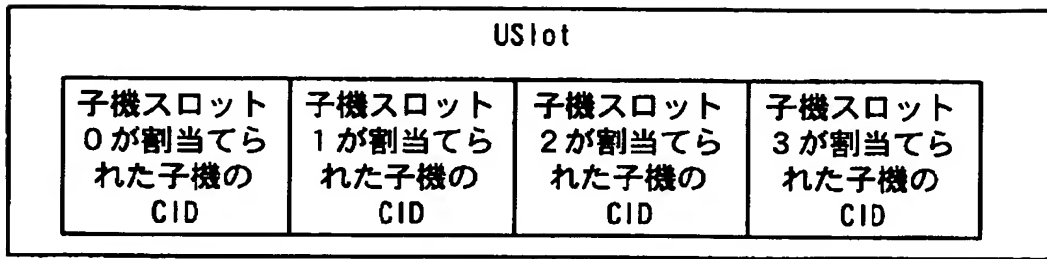 USlot
子機スロット
0が割当てら
れた子機の
CID
子機スロット
1が割当てら
れた子機の
CID
子機スロット
2が割当てら
れた子機の
CID
子機スロット
3が割当てら
れた子機の
CID